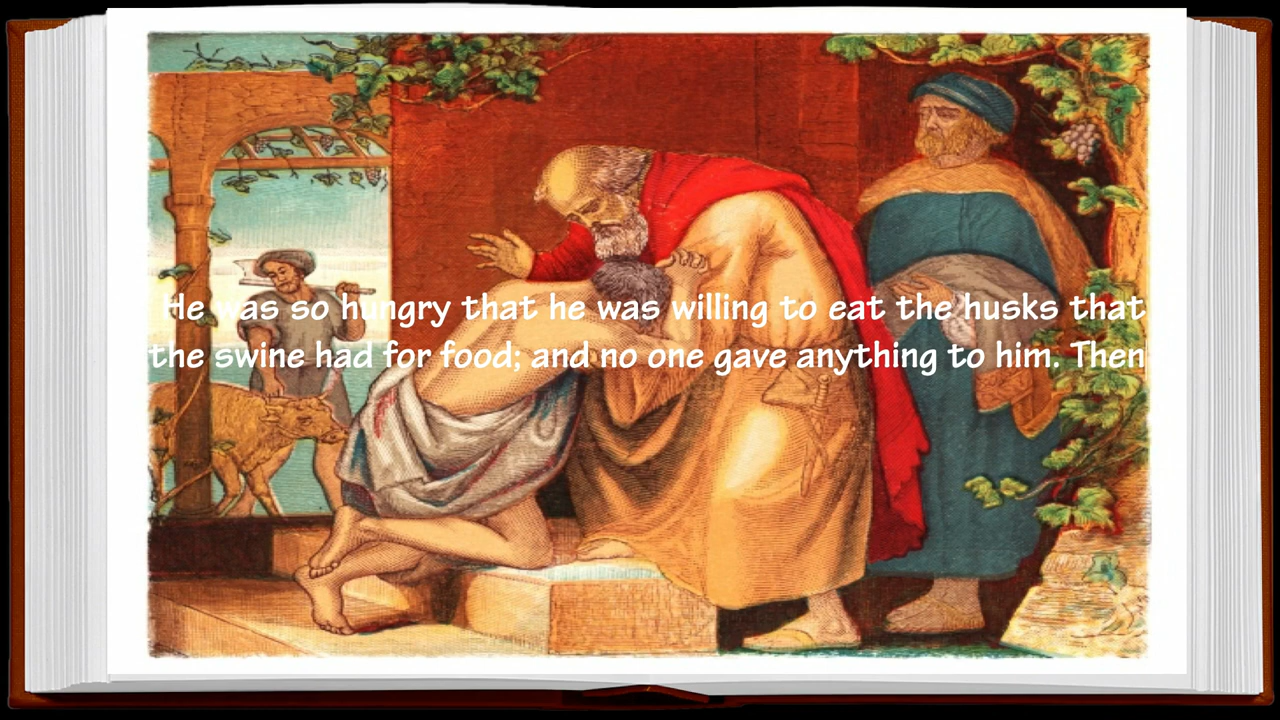 He was so hungry that he was willing to eat the husks that
the swine had for food; and no one gave anything to him. Then